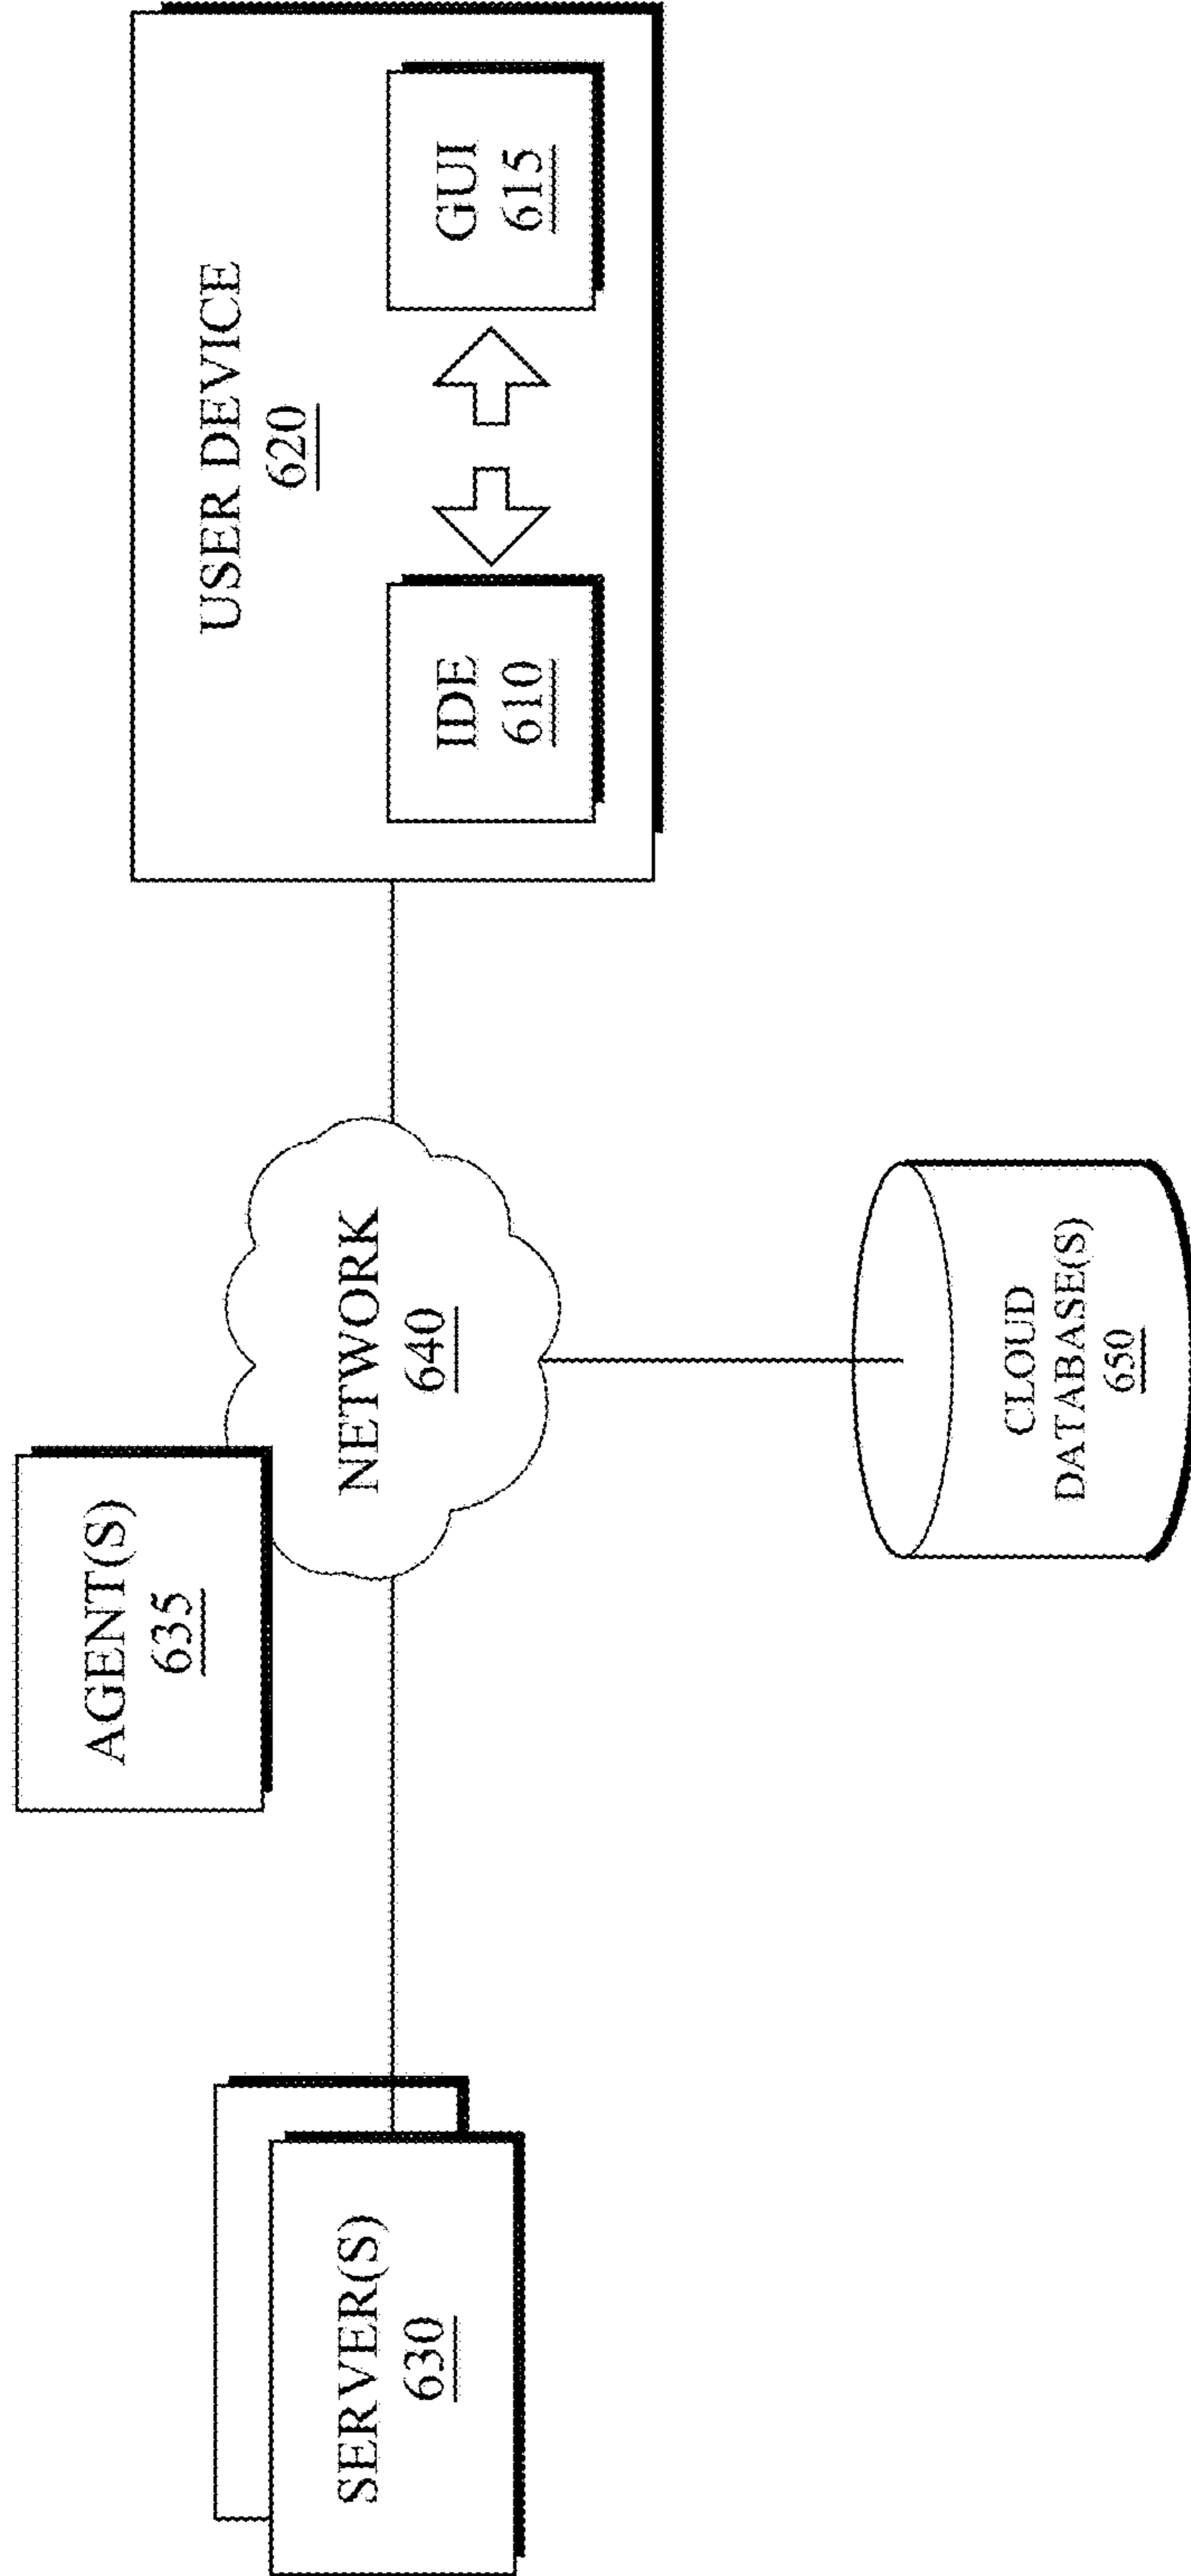 AGENT(S)
635
SERVER(S)
630
NETWORK
640
USER DEVICE
620
IDE
610
GUI
615
CLOUD
DATABASE(S)
650